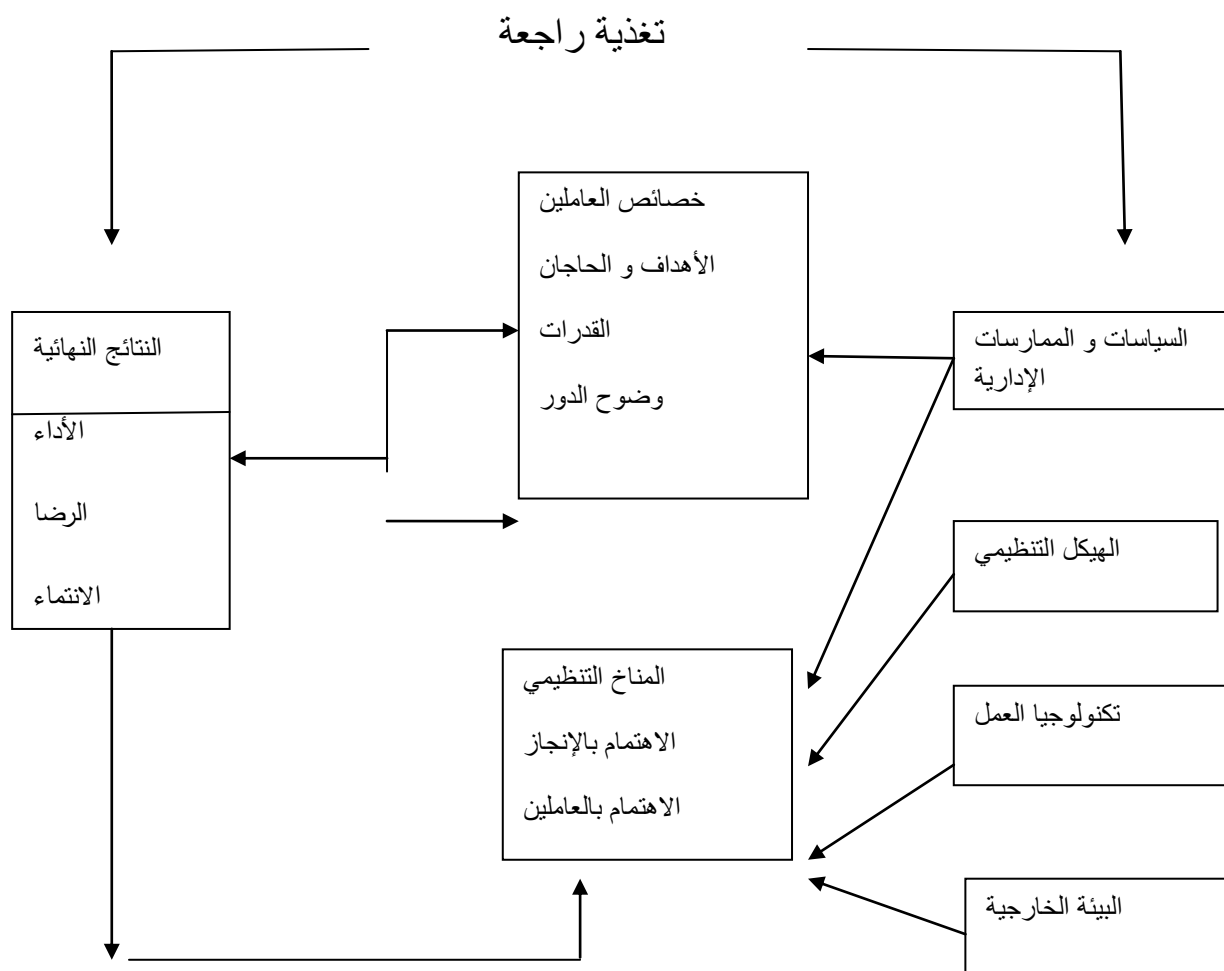 تغذية راجعة
خصائص العاملين
الأهداف و الحاجان
القدرات
وضوح الدور
السياسات و الممارسات
الإدارية
النتائج النهائية
الأداء
الرضا
الانتماء
الهيكل التنظيمي
المناخ التنظيمي
الاهتمام بالإنجاز
الاهتمام بالعاملين
تكنولوجيا العمل
البيئة الخارجية